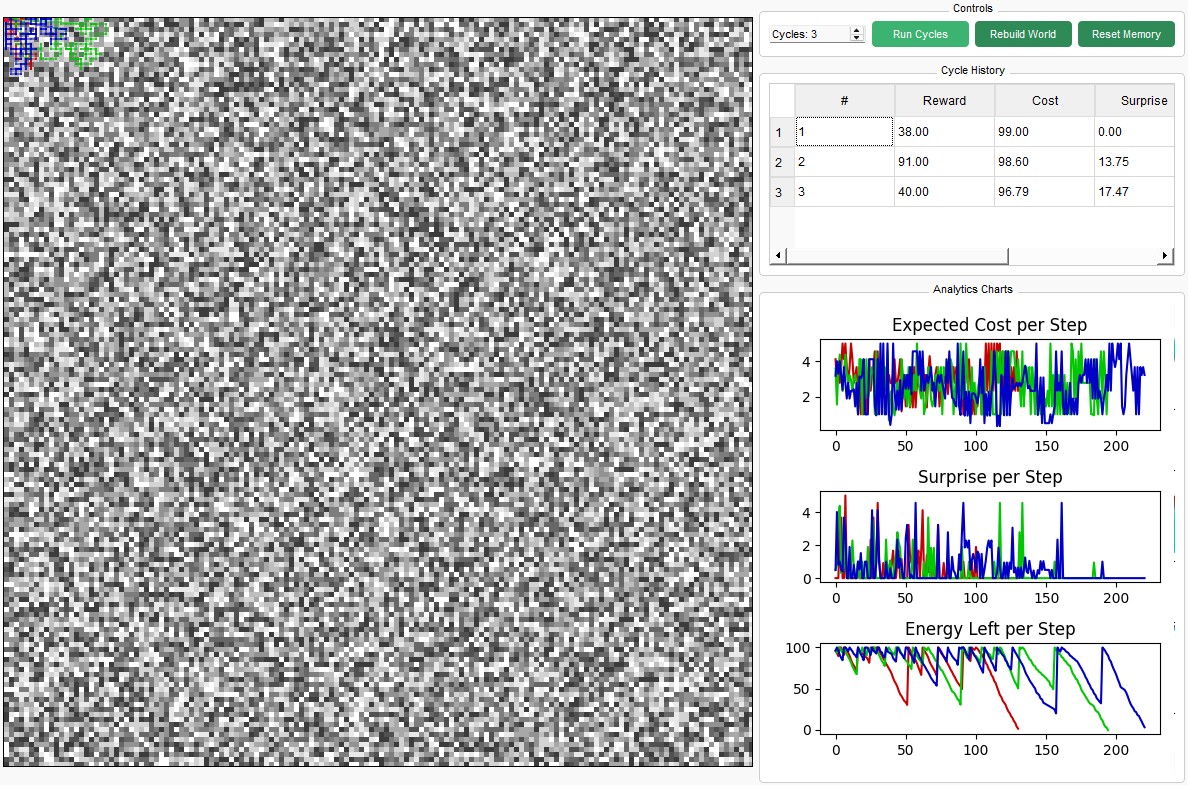 Controls
Cycles: 3
Run Cycles
Rebuild World
Reset Memory
Cycle History
# Reward Cost Surprise
1 1 38.00 99.00 0.00
2 2 91.00 98.60 13.75
3 3 40.00 96.79 17.47
Analytics Charts
Expected Cost per Step
4
2
0 50 100 150 200
Surprise per Step
4
2
0
0 50 100 150 200
Energy Left per Step
100
50
0
0 50 100 150 200